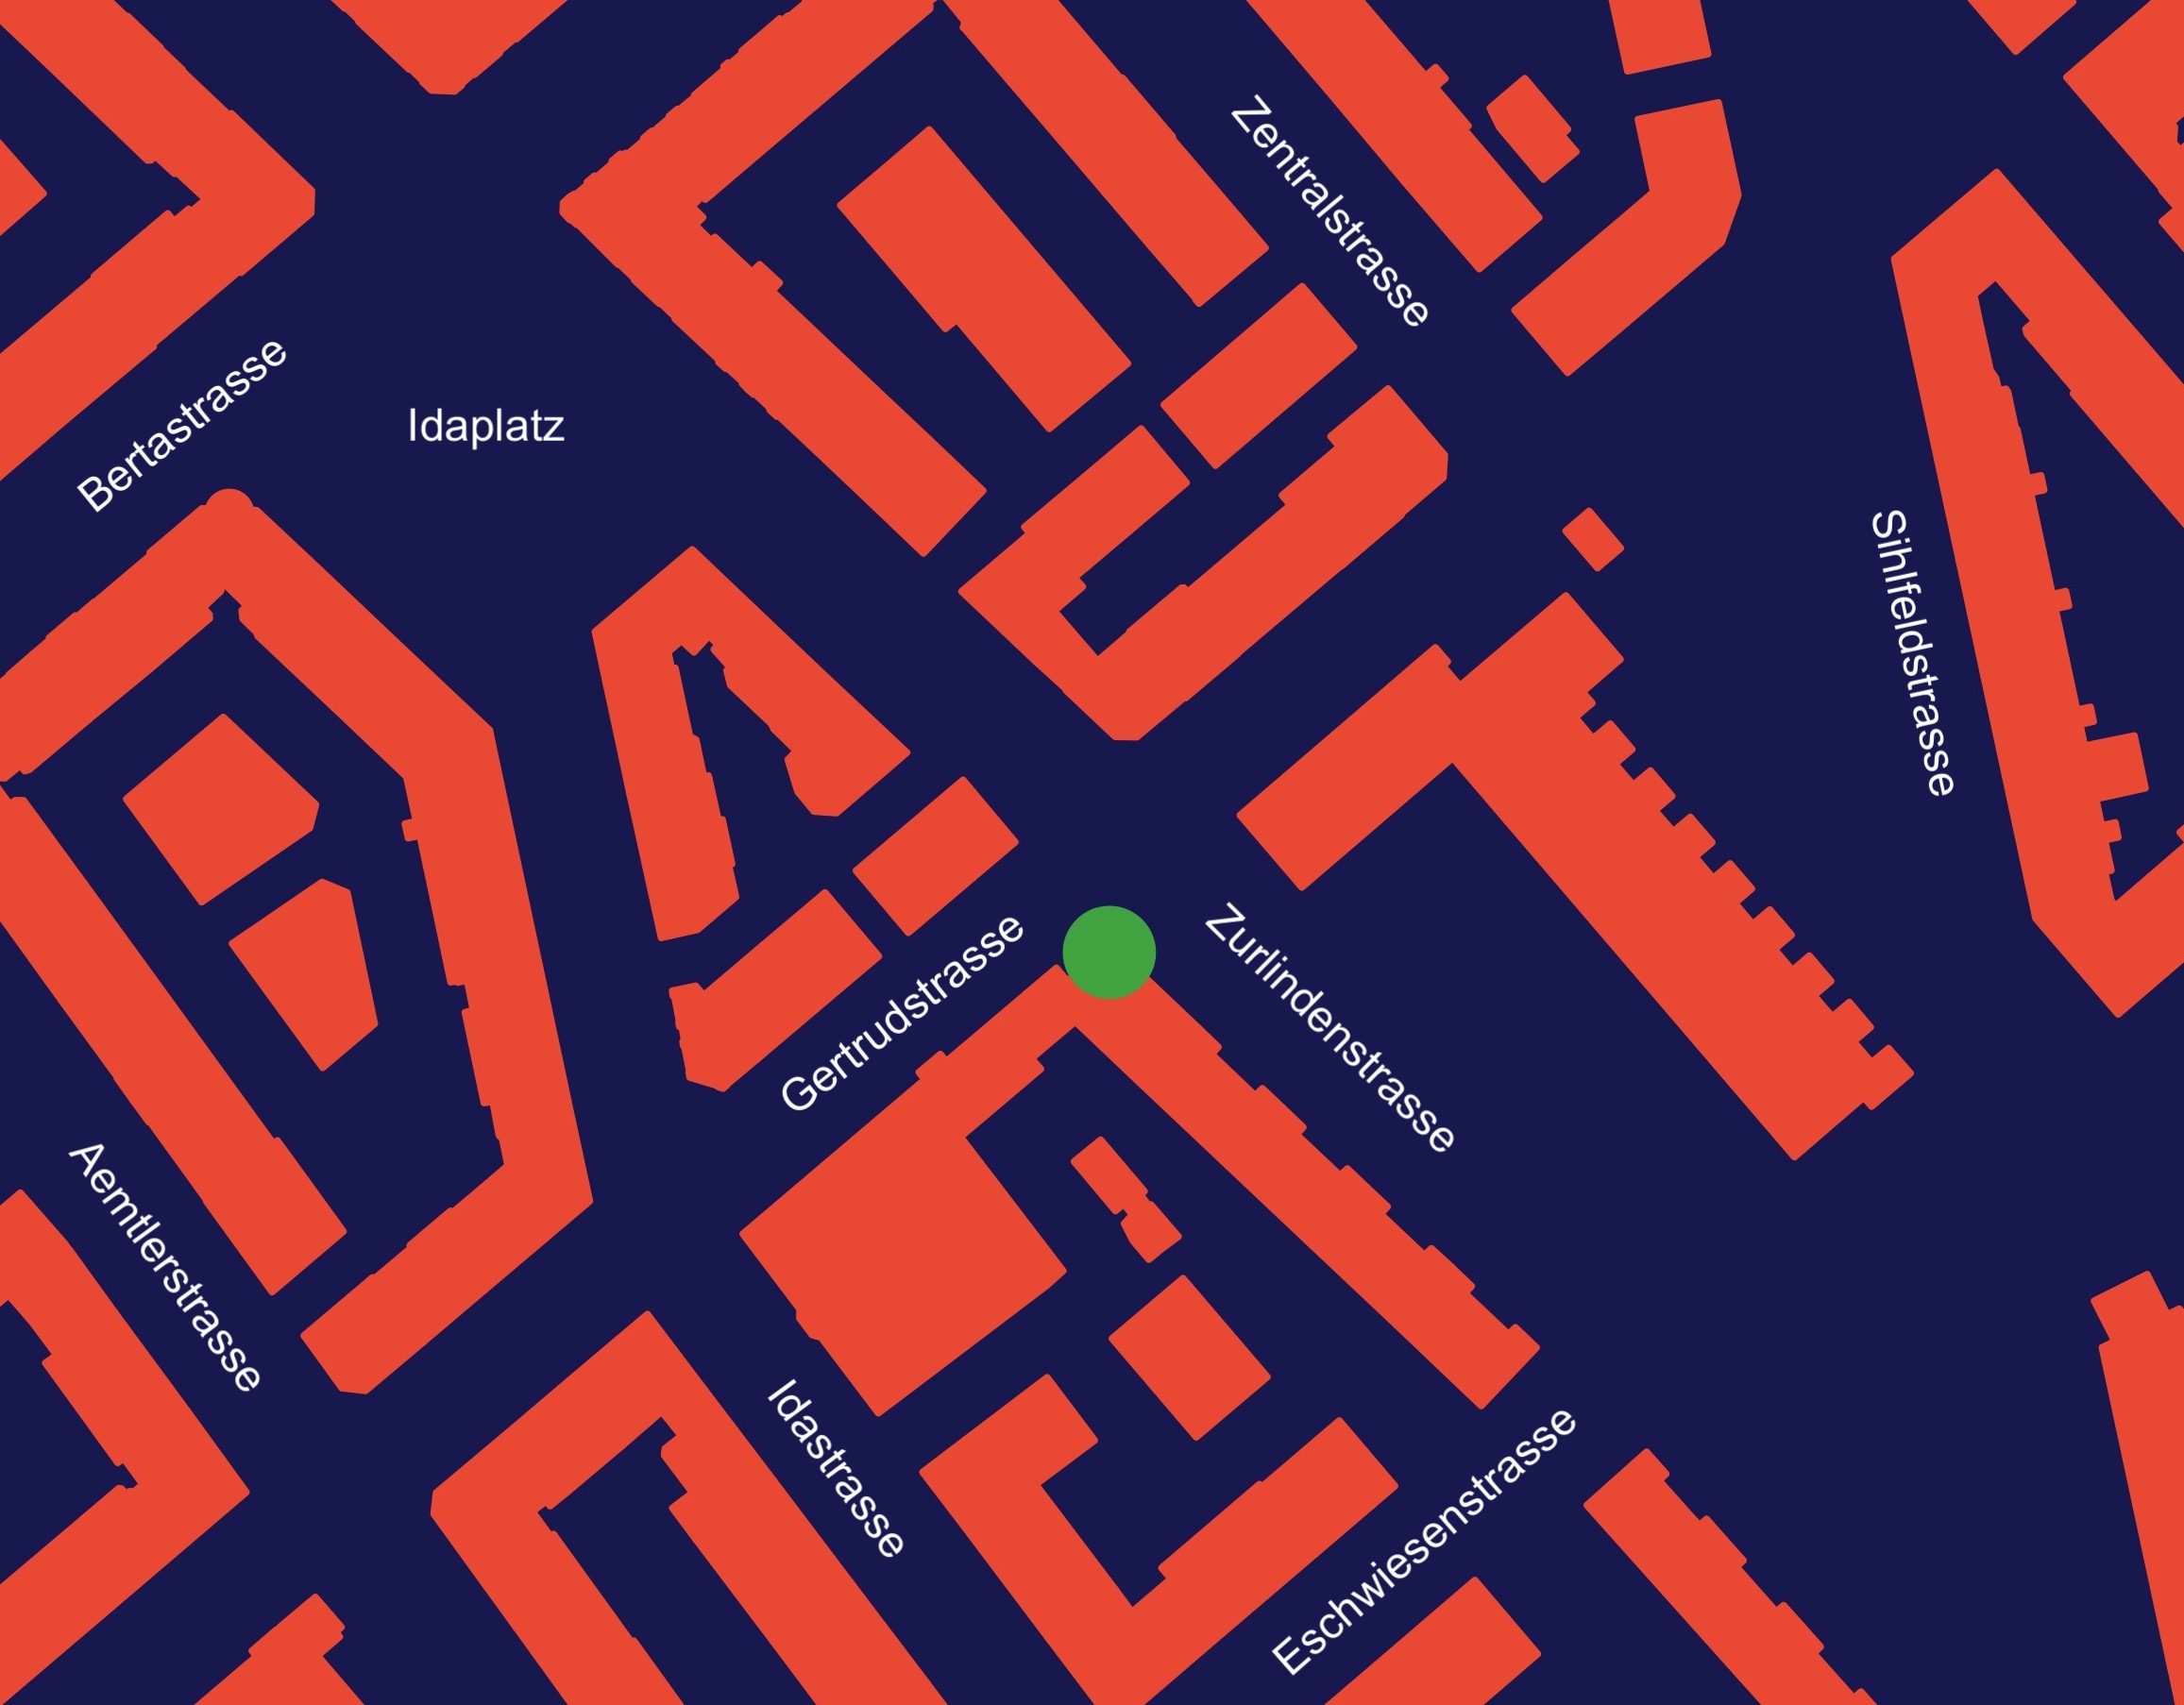 Zentralstrasse
Bertastrasse
Idaplatz
Sihlfeldstrasse
Gertrudstrasse
Zurlindenstrasse
Aemtlerstrasse
Idastrasse
Eschwiesenstrasse